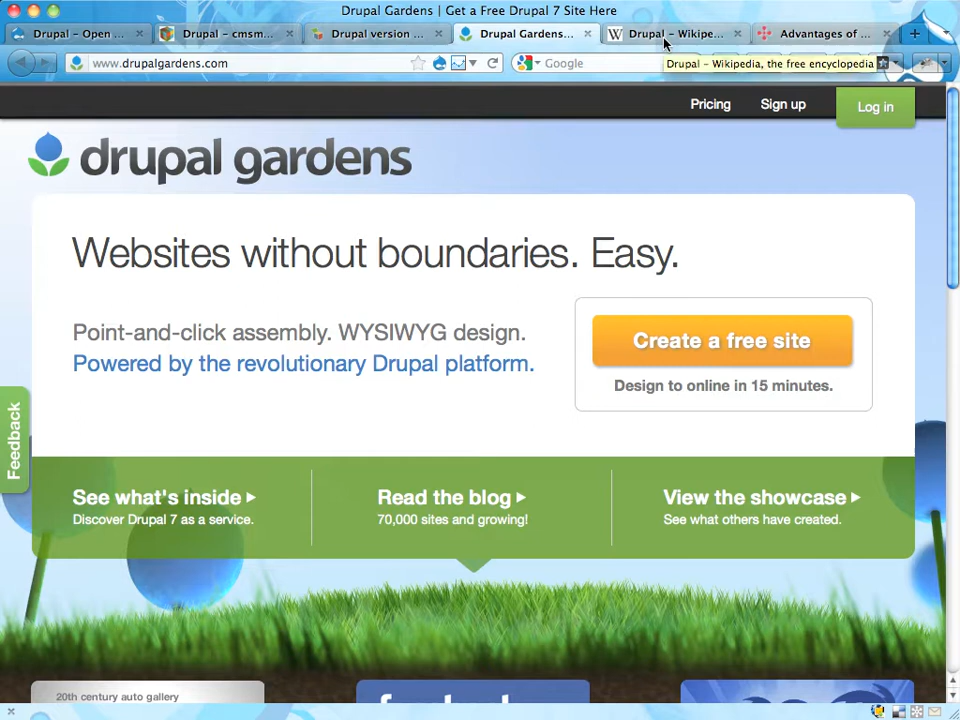 Drupal Gardens | Get a Free Drupal 7 Site Here
Drupal – Open ... Drupal – cmsm... Drupal version ... Drupal Gardens... Drupal – Wikipe... Advantages of ...
www.drupalgardens.com Google Drupal – Wikipedia, the free encyclopedia
Pricing Sign up Log in
drupal gardens
Websites without boundaries. Easy.
Point-and-click assembly. WYSIWYG design.
Powered by the revolutionary Drupal platform.
Create a free site
Design to online in 15 minutes.
Feedback
See what's inside
Discover Drupal 7 as a service.
Read the blog
70,000 sites and growing!
View the showcase
See what others have created.
20th century auto gallery